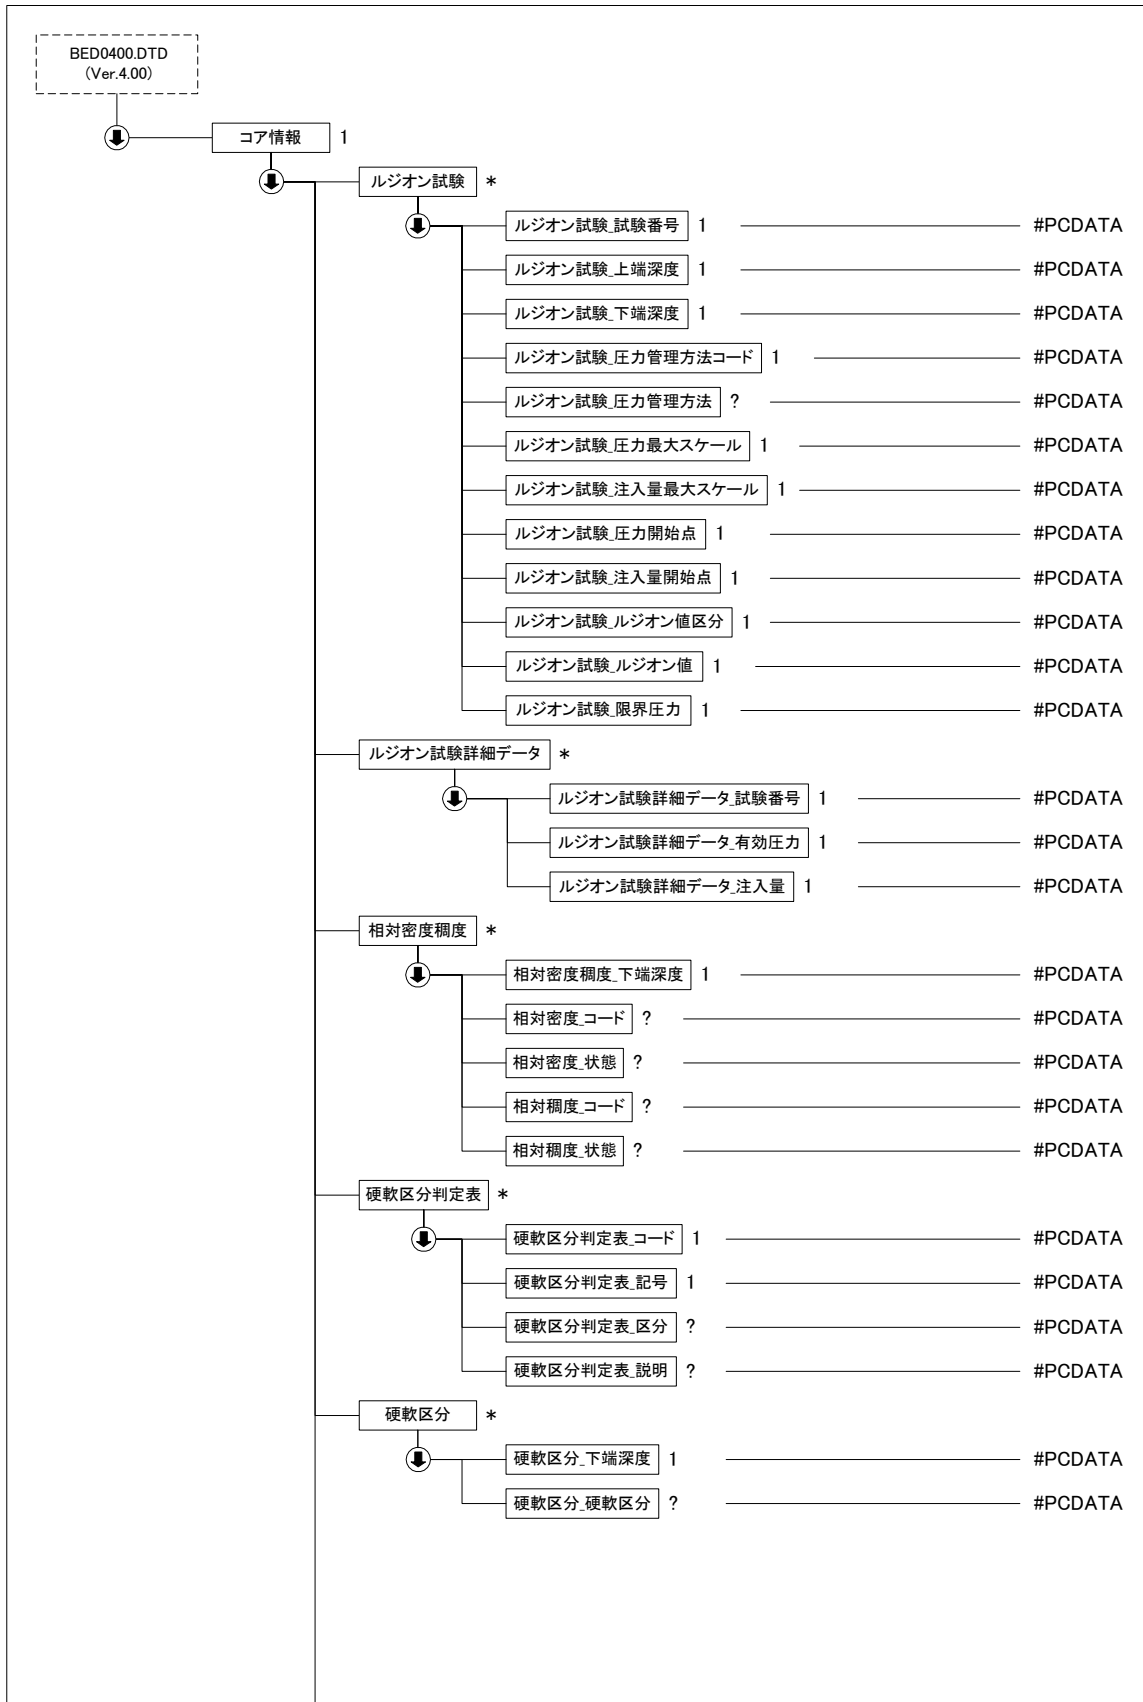 BED0400.DTD
(Ver.4.00)
コア情報 1
ルジオン試験 *
ルジオン試験_試験番号 1 #PCDATA
ルジオン試験_上端深度 1 #PCDATA
ルジオン試験_下端深度 1 #PCDATA
ルジオン試験_圧力管理方法コード 1 #PCDATA
ルジオン試験_圧力管理方法 ? #PCDATA
ルジオン試験_圧力最大スケール 1 #PCDATA
ルジオン試験_注入量最大スケール 1 #PCDATA
ルジオン試験_圧力開始点 1 #PCDATA
ルジオン試験_注入量開始点 1 #PCDATA
ルジオン試験_ルジオン値区分 1 #PCDATA
ルジオン試験_ルジオン値 1 #PCDATA
ルジオン試験_限界圧力 1 #PCDATA
ルジオン試験詳細データ *
ルジオン試験詳細データ_試験番号 1 #PCDATA
ルジオン試験詳細データ_有効圧力 1 #PCDATA
ルジオン試験詳細データ_注入量 1 #PCDATA
相対密度稠度 *
相対密度稠度_下端深度 1 #PCDATA
相対密度_コード ? #PCDATA
相対密度_状態 ? #PCDATA
相対稠度_コード ? #PCDATA
相対稠度_状態 ? #PCDATA
硬軟区分判定表 *
硬軟区分判定表_コード 1 #PCDATA
硬軟区分判定表_記号 1 #PCDATA
硬軟区分判定表_区分 ? #PCDATA
硬軟区分判定表_説明 ? #PCDATA
硬軟区分 *
硬軟区分_下端深度 1 #PCDATA
硬軟区分_硬軟区分 ? #PCDATA